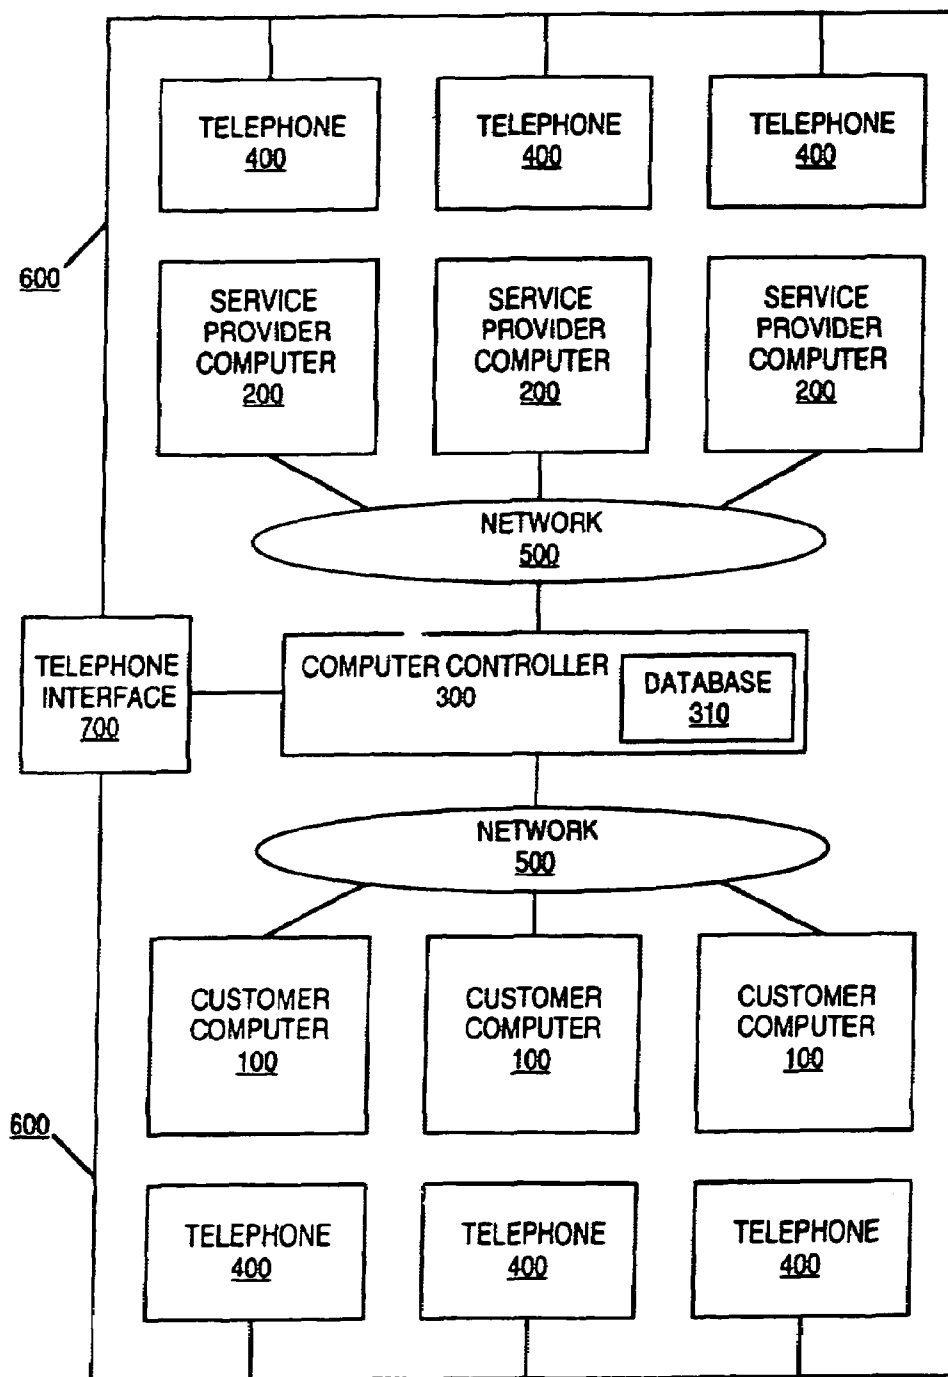 TELEPHONE
400
TELEPHONE
400
TELEPHONE
400
600
SERVICE
PROVIDER
COMPUTER
200
SERVICE
PROVIDER
COMPUTER
200
SERVICE
PROVIDER
COMPUTER
200
NETWORK
500
TELEPHONE
INTERFACE
700
COMPUTER CONTROLLER
300
DATABASE
310
NETWORK
500
CUSTOMER
COMPUTER
100
CUSTOMER
COMPUTER
100
CUSTOMER
COMPUTER
100
600
TELEPHONE
400
TELEPHONE
400
TELEPHONE
400